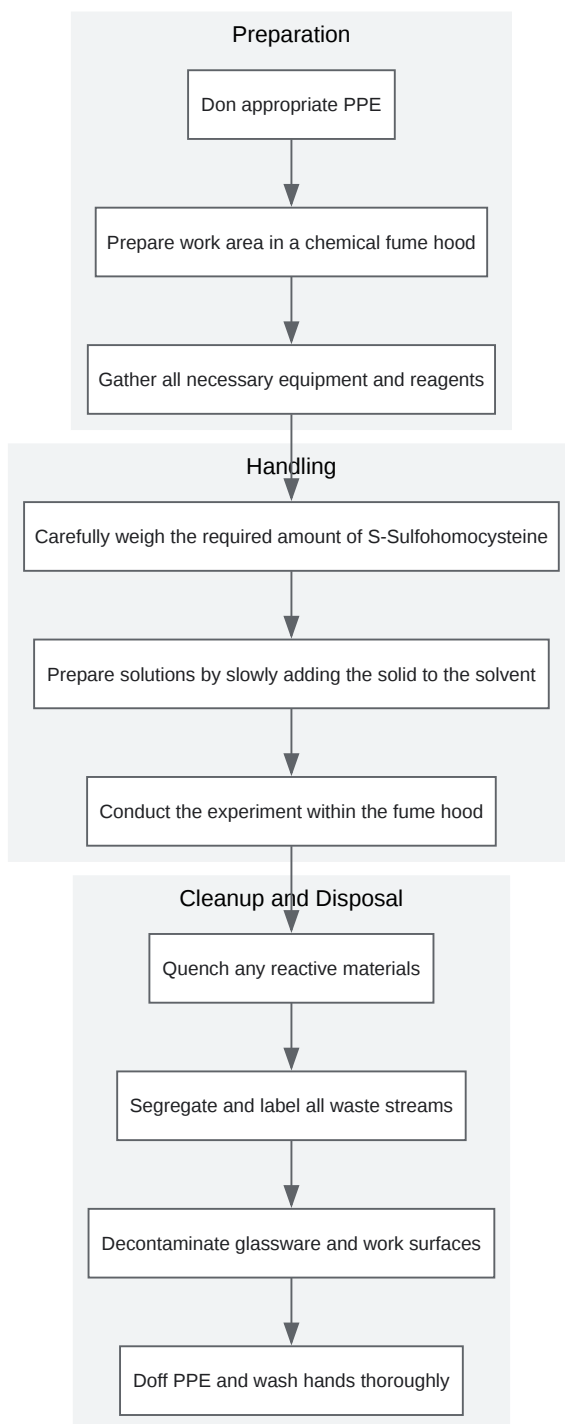 Preparation
Don appropriate PPE
Prepare work area in a chemical fume hood
Gather all necessary equipment and reagents
Handling
Carefully weigh the required amount of S-Sulfohomocysteine
Prepare solutions by slowly adding the solid to the solvent
Conduct the experiment within the fume hood
Cleanup and Disposal
Quench any reactive materials
Segregate and label all waste streams
Decontaminate glassware and work surfaces
Doff PPE and wash hands thoroughly